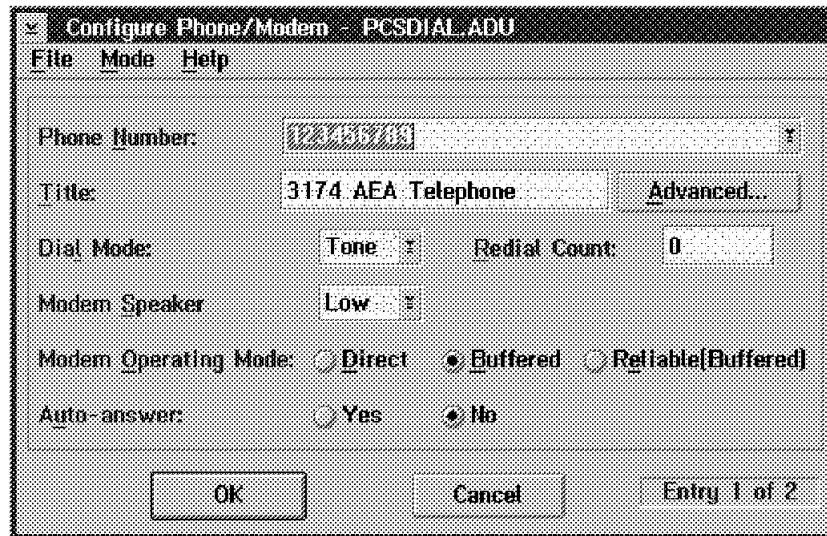 Configure Phone/Modem - PCSDIAL.ADU
File Mode Help
Phone Number: 123456789
Title: 3174 AEA Telephone Advanced...
Dial Mode: Tone Redial Count: 0
Modem Speaker Low
Modem Operating Mode: Direct Buffered Reliable(Buffered)
Auto-answer: Yes No
OK Cancel Entry 1 of 2